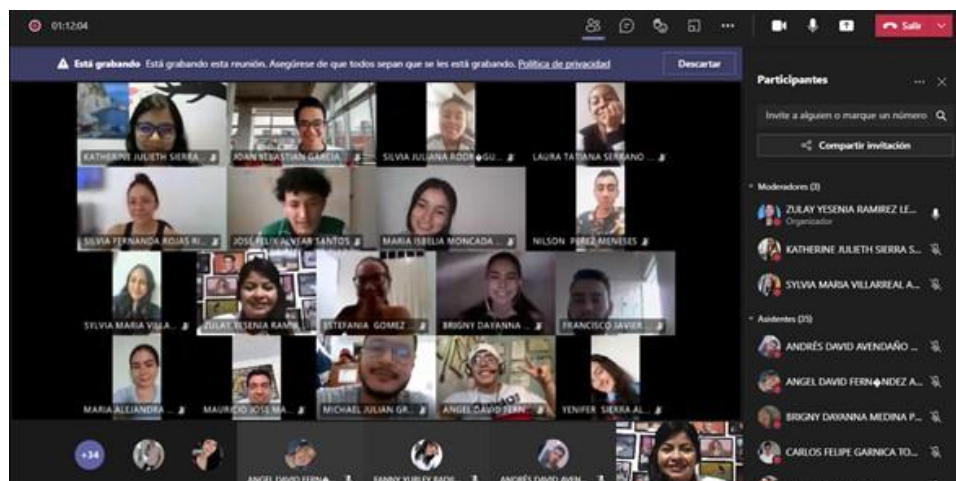 01:12:04
Salir
Está grabando Está grabando esta reunión. Asegúrese de que todos sepan que se les está grabando. Política de privacidad
Descartar
KATHERINE JULIETH SIERRA ...
JOAN SEBASTIAN GARCIA ...
SILVIA JULIANA RODR�GU...
LAURA TATIANA SERRANO ...
SILVIA FERNANDA ROJAS RI...
JOSE FELIX ALVEAR SANTOS
MARIA ISBELIA MONCADA ...
NILSON PEREZ MENESES
SYLVIA MARIA VILLA...
ZULAY YESENIA RAMIR...
ESTEFANIA GOMEZ ...
BRIGNY DAYANNA ...
FRANCISCO JAVIER ...
MARIA ALEJANDRA ...
MAURICIO JOSE MA...
MICHAEL JULIAN GR...
ANGEL DAVID FERN...
YENIFER SIERRA AL...
+34
ANGEL DAVID FERN�...
FANNY YURLEY BADE...
ANDRÉS DAVID AVEN...
Participantes
Invite a alguien o marque un número
Compartir invitación
Moderadores (3)
ZULAY YESENIA RAMIREZ LE...
Organizador
KATHERINE JULIETH SIERRA S...
SYLVIA MARIA VILLARREAL A...
Asistentes (35)
ANDRÉS DAVID AVENDAÑO ...
ANGEL DAVID FERN�NDEZ A...
BRIGNY DAYANNA MEDINA P...
CARLOS FELIPE GARNICA TO...